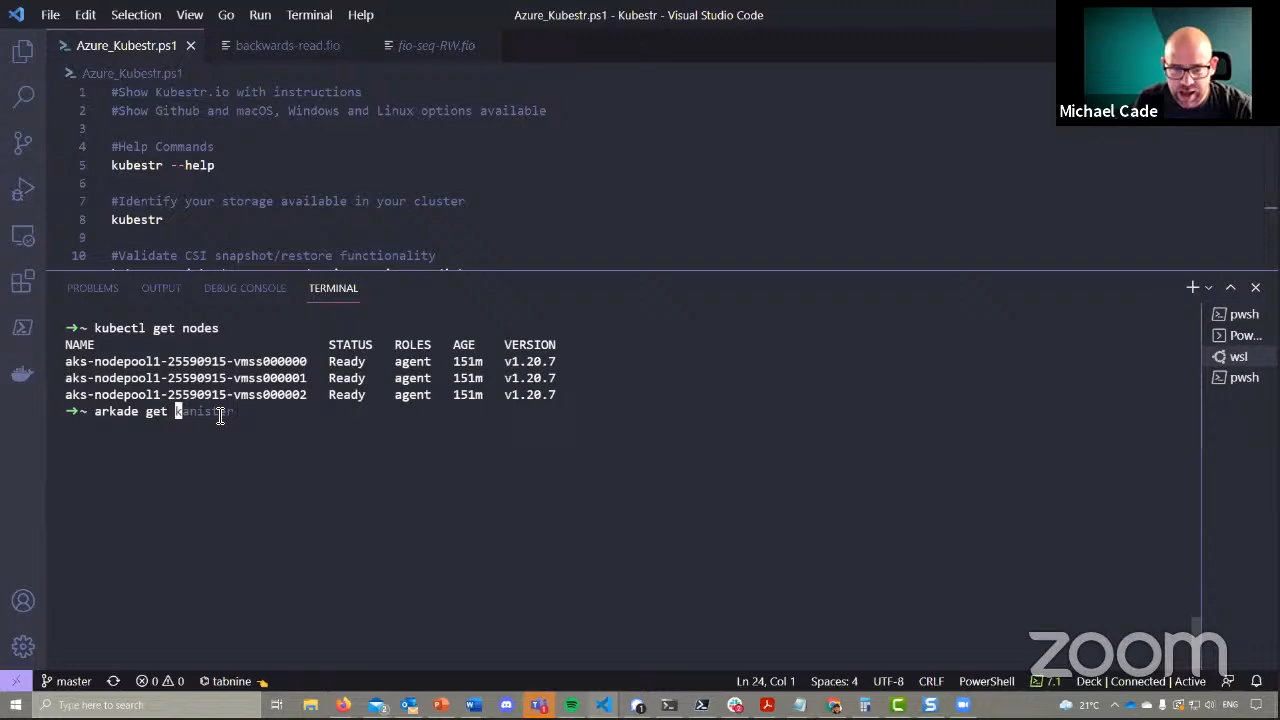 File Edit Selection View Go Run Terminal Help Azure_Kubestr.ps1 - Kubestr - Visual Studio Code
Azure_Kubestr.ps1 backwards-read.fio fio-seq-RW.fio
Azure_Kubestr.ps1
1 #Show Kubestr.io with instructions
2 #Show Github and macOS, Windows and Linux options available
3
4 #Help Commands
5 kubestr --help
6
7 #Identify your storage available in your cluster
8 kubestr
9
10 #Validate CSI snapshot/restore functionality
Michael Cade
PROBLEMS OUTPUT DEBUG CONSOLE TERMINAL
~ kubectl get nodes
NAME STATUS ROLES AGE VERSION
aks-nodepool1-25590915-vmss000000 Ready agent 151m v1.20.7
aks-nodepool1-25590915-vmss000001 Ready agent 151m v1.20.7
aks-nodepool1-25590915-vmss000002 Ready agent 151m v1.20.7
~ arkade get kanister
pwsh
Pow...
wsl
pwsh
zoom
master 0 0 tabnine Ln 24, Col 1 Spaces: 4 UTF-8 CRLF PowerShell 7.1 Deck | Connected | Active
Type here to search 21°C ENG